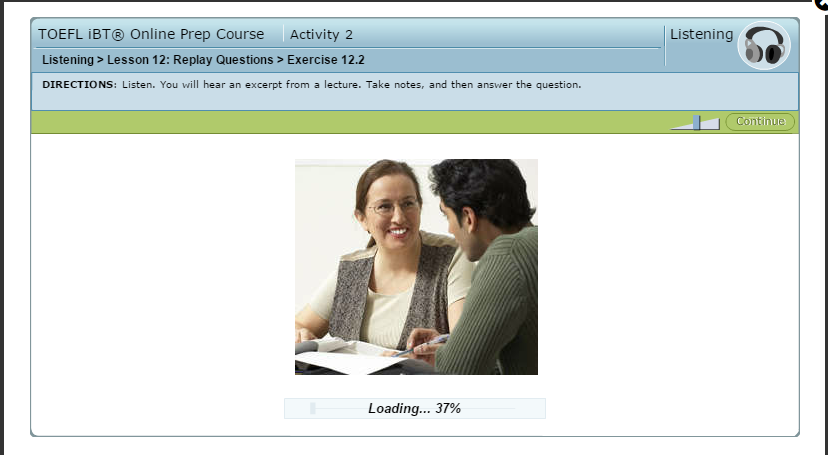 TOEFL iBT® Online Prep Course Activity 2 Listening
Listening > Lesson 12: Replay Questions > Exercise 12.2
DIRECTIONS: Listen. You will hear an excerpt from a lecture. Take notes, and then answer the question.
Continue
Loading... 37%